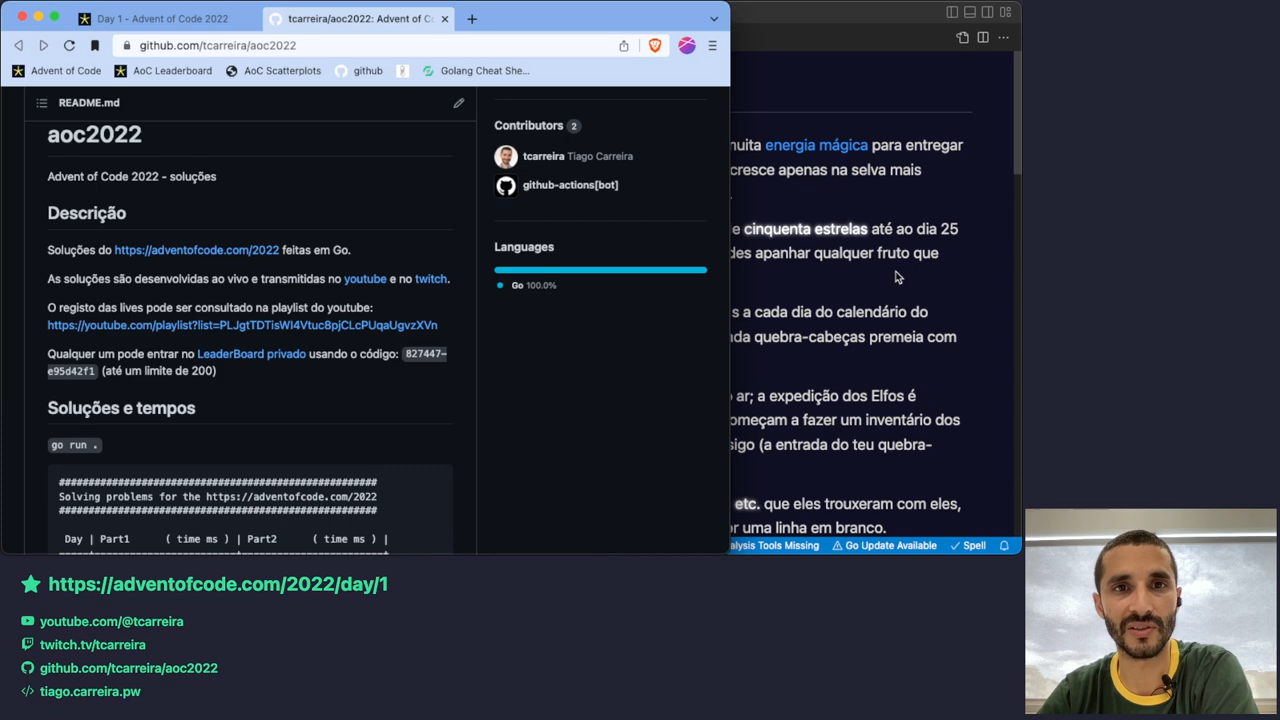 Day 1 - Advent of Code 2022
tcarreira/aoc2022: Advent of C
github.com/tcarreira/aoc2022
Advent of Code
AoC Leaderboard
AoC Scatterplots
github
Golang Cheat She...
README.md
aoc2022
Advent of Code 2022 - soluções
Descrição
Soluções do https://adventofcode.com/2022 feitas em Go.
As soluções são desenvolvidas ao vivo e transmitidas no youtube e no twitch.
O registo das lives pode ser consultado na playlist do youtube:
https://youtube.com/playlist?list=PLJgtTDTisWI4Vtuc8pjCLcPUqaUgvzXVn
Qualquer um pode entrar no LeaderBoard privado usando o código: 827447-
e95d42f1 (até um limite de 200)
Soluções e tempos
go run .
######################################################
Solving problems for the https://adventofcode.com/2022
######################################################
Day | Part1 ( time ms ) | Part2 ( time ms ) |
Contributors 2
tcarreira Tiago Carreira
github-actions[bot]
Languages
Go 100.0%
nuita energia mágica para entregar
cresce apenas na selva mais
.
e cinquenta estrelas até ao dia 25
des apanhar qualquer fruto que
s a cada dia do calendário do
ada quebra-cabeças premeia com
o ar; a expedição dos Elfos é
omeçam a fazer um inventário dos
sigo (a entrada do teu quebra-
etc. que eles trouxeram com eles,
or uma linha em branco.
alysis Tools Missing
Go Update Available
Spell
https://adventofcode.com/2022/day/1
youtube.com/@tcarreira
twitch.tv/tcarreira
github.com/tcarreira/aoc2022
</> tiago.carreira.pw